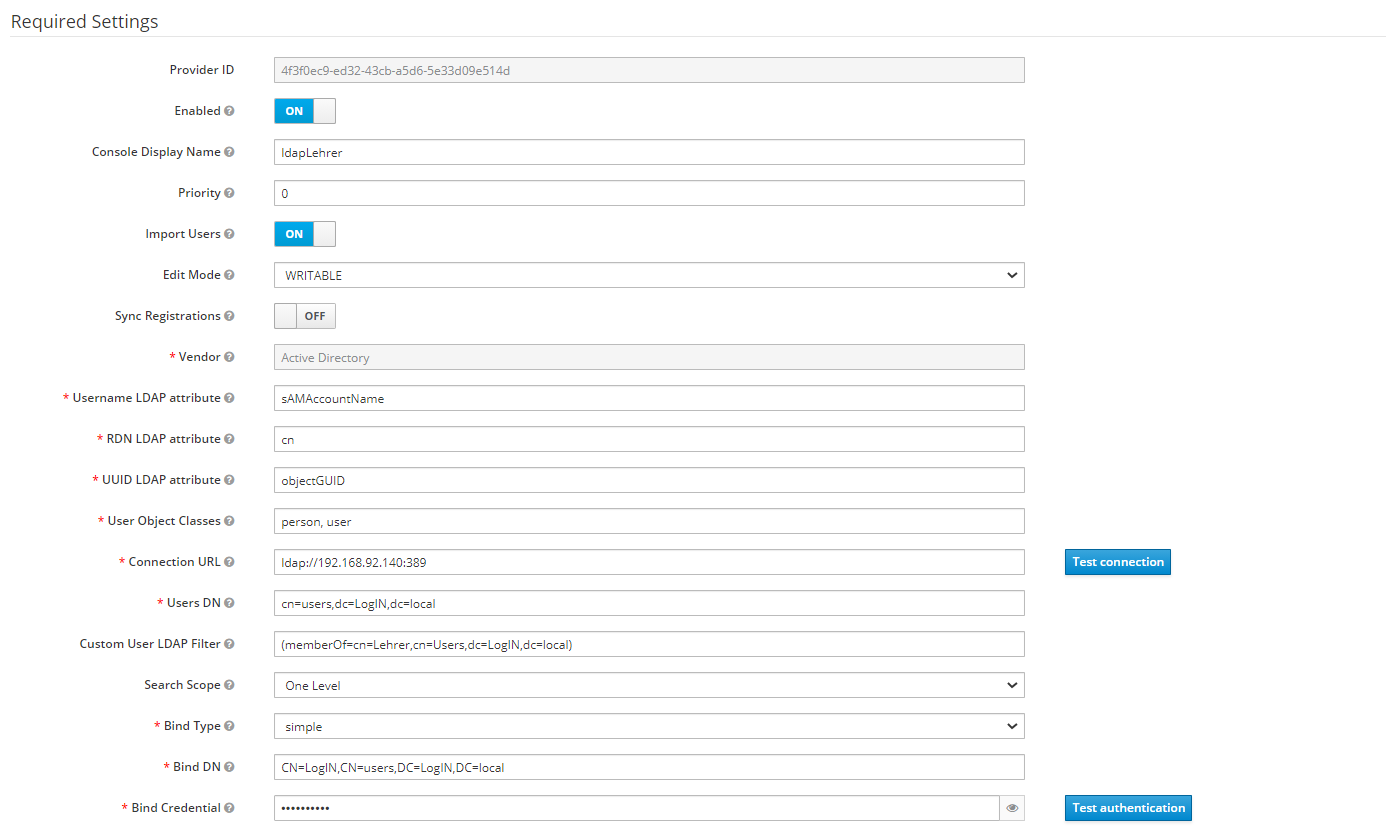 Required Settings
Provider ID 4f3f0ec9-ed32-43cb-a5d6-5e33d09e514d
Enabled ON
Console Display Name ldapLehrer
Priority 0
Import Users ON
Edit Mode WRITABLE
Sync Registrations OFF
* Vendor Active Directory
* Username LDAP attribute sAMAccountName
* RDN LDAP attribute cn
* UUID LDAP attribute objectGUID
* User Object Classes person, user
* Connection URL ldap://192.168.92.140:389 Test connection
* Users DN cn=users,dc=LogIN,dc=local
Custom User LDAP Filter (memberOf=cn=Lehrer,cn=Users,dc=LogIN,dc=local)
Search Scope One Level
* Bind Type simple
* Bind DN CN=LogIN,CN=users,DC=LogIN,DC=local
* Bind Credential •••••••••• Test authentication